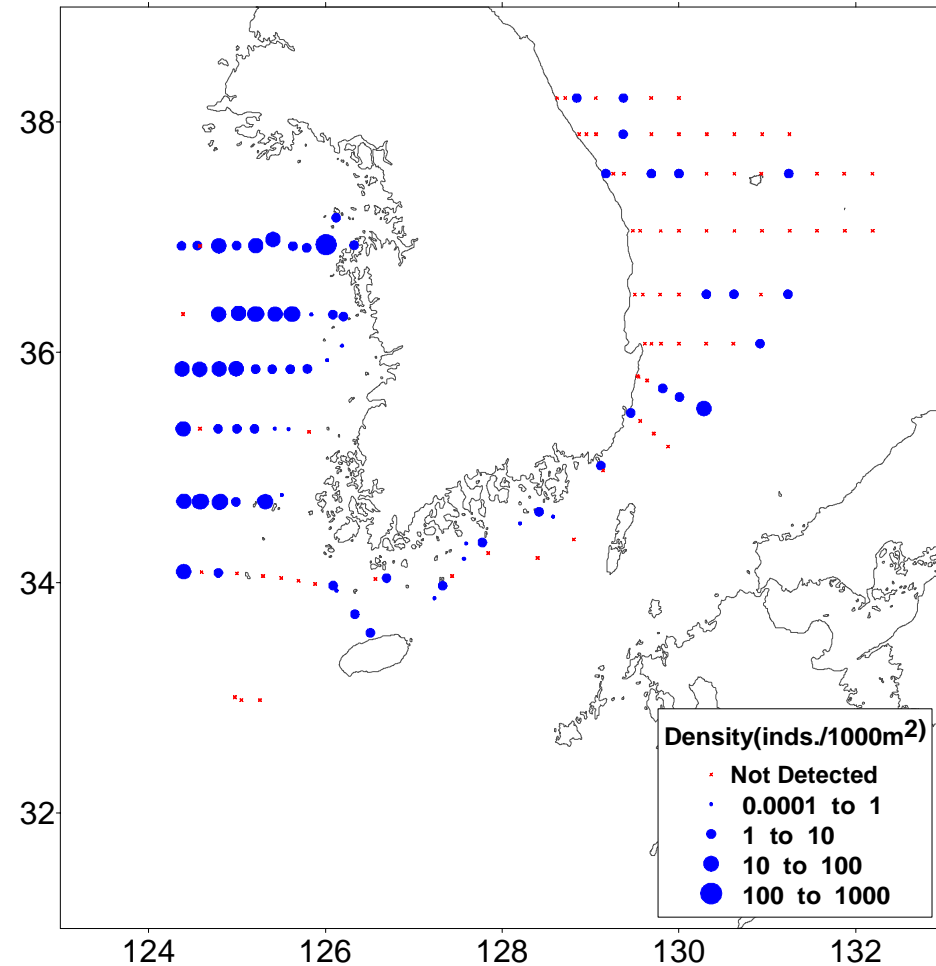 38
36
34
32
124 126 128 130 132
Density(inds./1000m2)
Not Detected
0.0001 to 1
1 to 10
10 to 100
100 to 1000